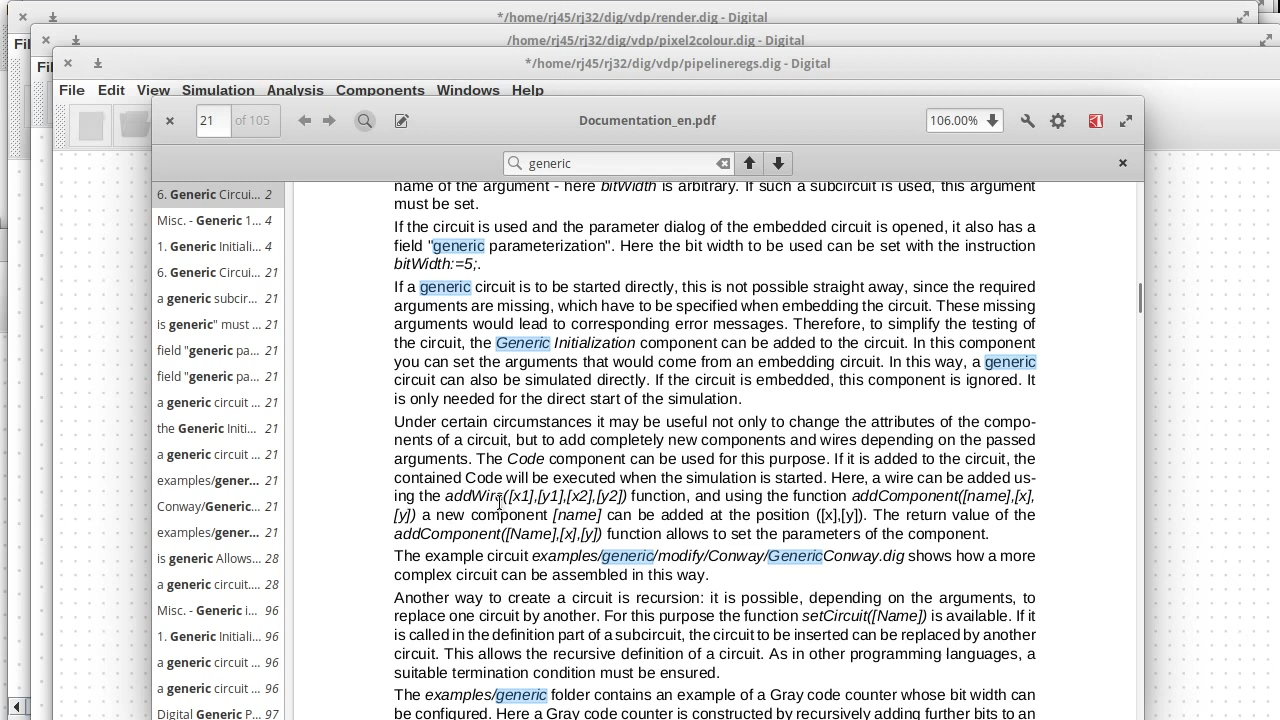 */home/rj45/rj32/dig/vdp/render.dig - Digital
/home/rj45/rj32/dig/vdp/pixel2colour.dig - Digital
*/home/rj45/rj32/dig/vdp/pipelineregs.dig - Digital
File Edit View Simulation Analysis Components Windows Help
21 of 105
Documentation_en.pdf
106.00%
generic
6. Generic Circui... 2
Misc. - Generic 1... 4
1. Generic Initiali... 4
6. Generic Circui... 21
a generic subcir... 21
is generic" must ... 21
field "generic pa... 21
field "generic pa... 21
a generic circuit ... 21
the Generic Initi... 21
a generic circuit ... 21
examples/gener... 21
Conway/Generic... 21
examples/gener... 21
is generic Allows... 28
a generic circuit.... 28
Misc. - Generic i... 96
1. Generic Initiali... 96
a generic circuit ... 96
a generic circuit ... 96
Digital Generic P... 97
name of the argument - here bitWidth is arbitrary. If such a subcircuit is used, this argument
must be set.
If the circuit is used and the parameter dialog of the embedded circuit is opened, it also has a
field "generic parameterization". Here the bit width to be used can be set with the instruction
bitWidth:=5;.
If a generic circuit is to be started directly, this is not possible straight away, since the required
arguments are missing, which have to be specified when embedding the circuit. These missing
arguments would lead to corresponding error messages. Therefore, to simplify the testing of
the circuit, the Generic Initialization component can be added to the circuit. In this component
you can set the arguments that would come from an embedding circuit. In this way, a generic
circuit can also be simulated directly. If the circuit is embedded, this component is ignored. It
is only needed for the direct start of the simulation.
Under certain circumstances it may be useful not only to change the attributes of the compo-
nents of a circuit, but to add completely new components and wires depending on the passed
arguments. The Code component can be used for this purpose. If it is added to the circuit, the
contained Code will be executed when the simulation is started. Here, a wire can be added us-
ing the addWire([x1],[y1],[x2],[y2]) function, and using the function addComponent([name],[x],
[y]) a new component [name] can be added at the position ([x],[y]). The return value of the
addComponent([Name],[x],[y]) function allows to set the parameters of the component.
The example circuit examples/generic/modify/Conway/GenericConway.dig shows how a more
complex circuit can be assembled in this way.
Another way to create a circuit is recursion: it is possible, depending on the arguments, to
replace one circuit by another. For this purpose the function setCircuit([Name]) is available. If it
is called in the definition part of a subcircuit, the circuit to be inserted can be replaced by another
circuit. This allows the recursive definition of a circuit. As in other programming languages, a
suitable termination condition must be ensured.
The examples/generic folder contains an example of a Gray code counter whose bit width can
be configured. Here a Gray code counter is constructed by recursively adding further bits to an